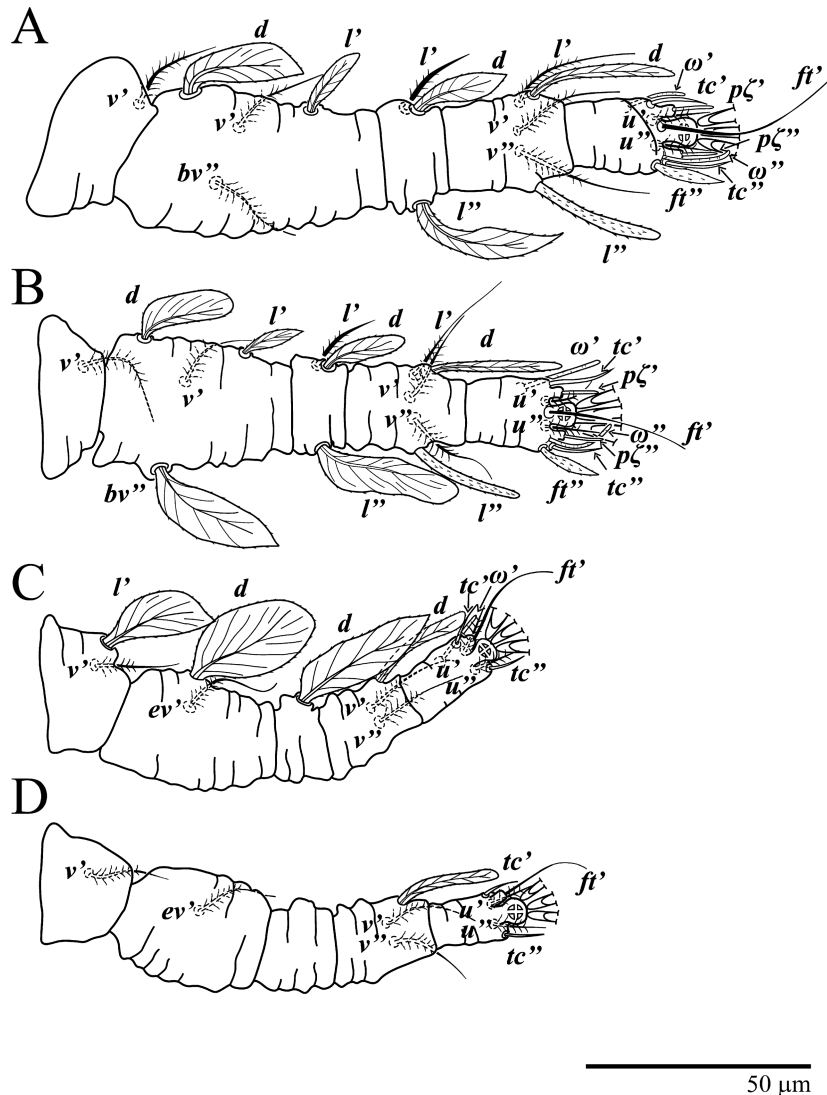 A
d l’
l’ d l’ d ω’
tc’ pζ’ ft’
v’ v’ v’ u’
pζ’’
v’’ u’’ ω’’
bv’’ ft’’ tc’’
l’’ l’’
B
d l’ l’ d l’ d ω’ tc’
pζ’
v’ v’ v’ u’
v’’ u’’ ω’’ ft’
pζ’’
bv’’ l’’ l’’ ft’’ tc’’
C
l’ d d d tc’ ω’ ft’
v’ u’ u’’ tc’’
ev’ v’
v’’
D
v’ tc’ ft’
ev’ v’ u’
v’’ u’’
tc’’
50 μm